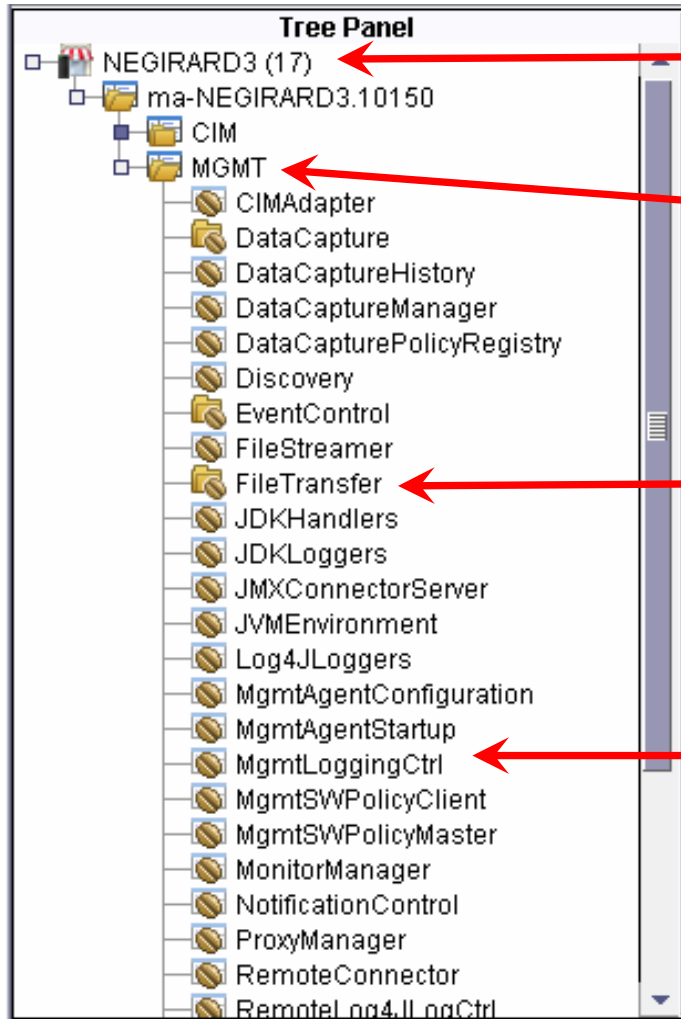 Tree Panel
NEGIRARD3 (17)
ma-NEGIRARD3.10150
CIM
MGMT
CIMAdapter
DataCapture
DataCaptureHistory
DataCaptureManager
DataCapturePolicyRegistry
Discovery
EventControl
FileStreamer
FileTransfer
JDKHandlers
JDKLoggers
JMXConnectorServer
JVMEnvironment
Log4JLoggers
MgmtAgentConfiguration
MgmtAgentStartup
MgmtLoggingCtrl
MgmtSWPolicyClient
MgmtSWPolicyMaster
MonitorManager
NotificationControl
ProxyManager
RemoteConnector
RemoteLog4JLogCtrl